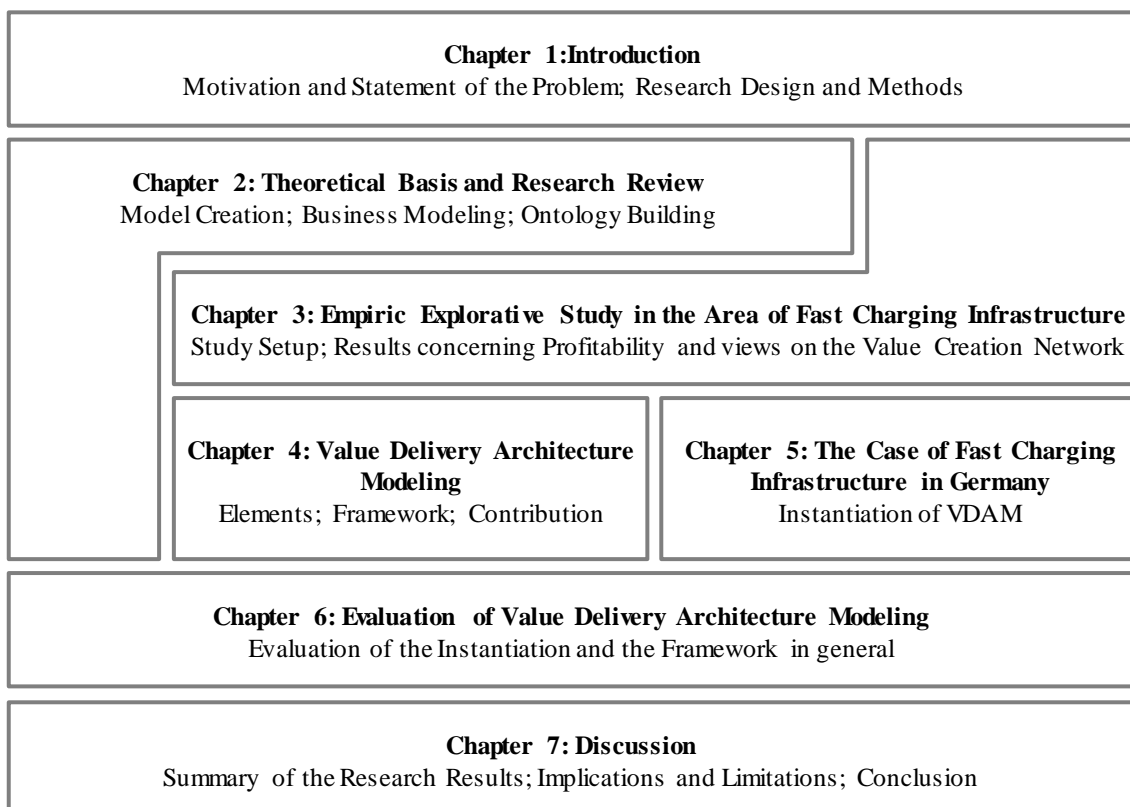 Chapter 1:Introduction
Motivation and Statement of the Problem; Research Design and Methods
Chapter 2: Theoretical Basis and Research Review
Model Creation; Business Modeling; Ontology Building
Chapter 3: Empiric Explorative Study in the Area of Fast Charging Infrastructure
Study Setup; Results concerning Profitability and views on the Value Creation Network
Chapter 4: Value Delivery Architecture
Modeling
Elements; Framework; Contribution
Chapter 5: The Case of Fast Charging
Infrastructure in Germany
Instantiation of VDAM
Chapter 6: Evaluation of Value Delivery Architecture Modeling
Evaluation of the Instantiation and the Framework in general
Chapter 7: Discussion
Summary of the Research Results; Implications and Limitations; Conclusion